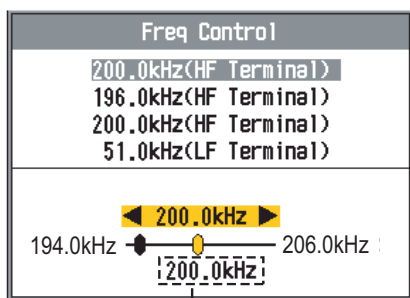 Freq Control
200.0kHz(HF Terminal)
196.0kHz(HF Terminal)
200.0kHz(HF Terminal)
51.0kHz(LF Terminal)
◀ 200.0kHz ▶
194.0kHz 206.0kHz
200.0kHz